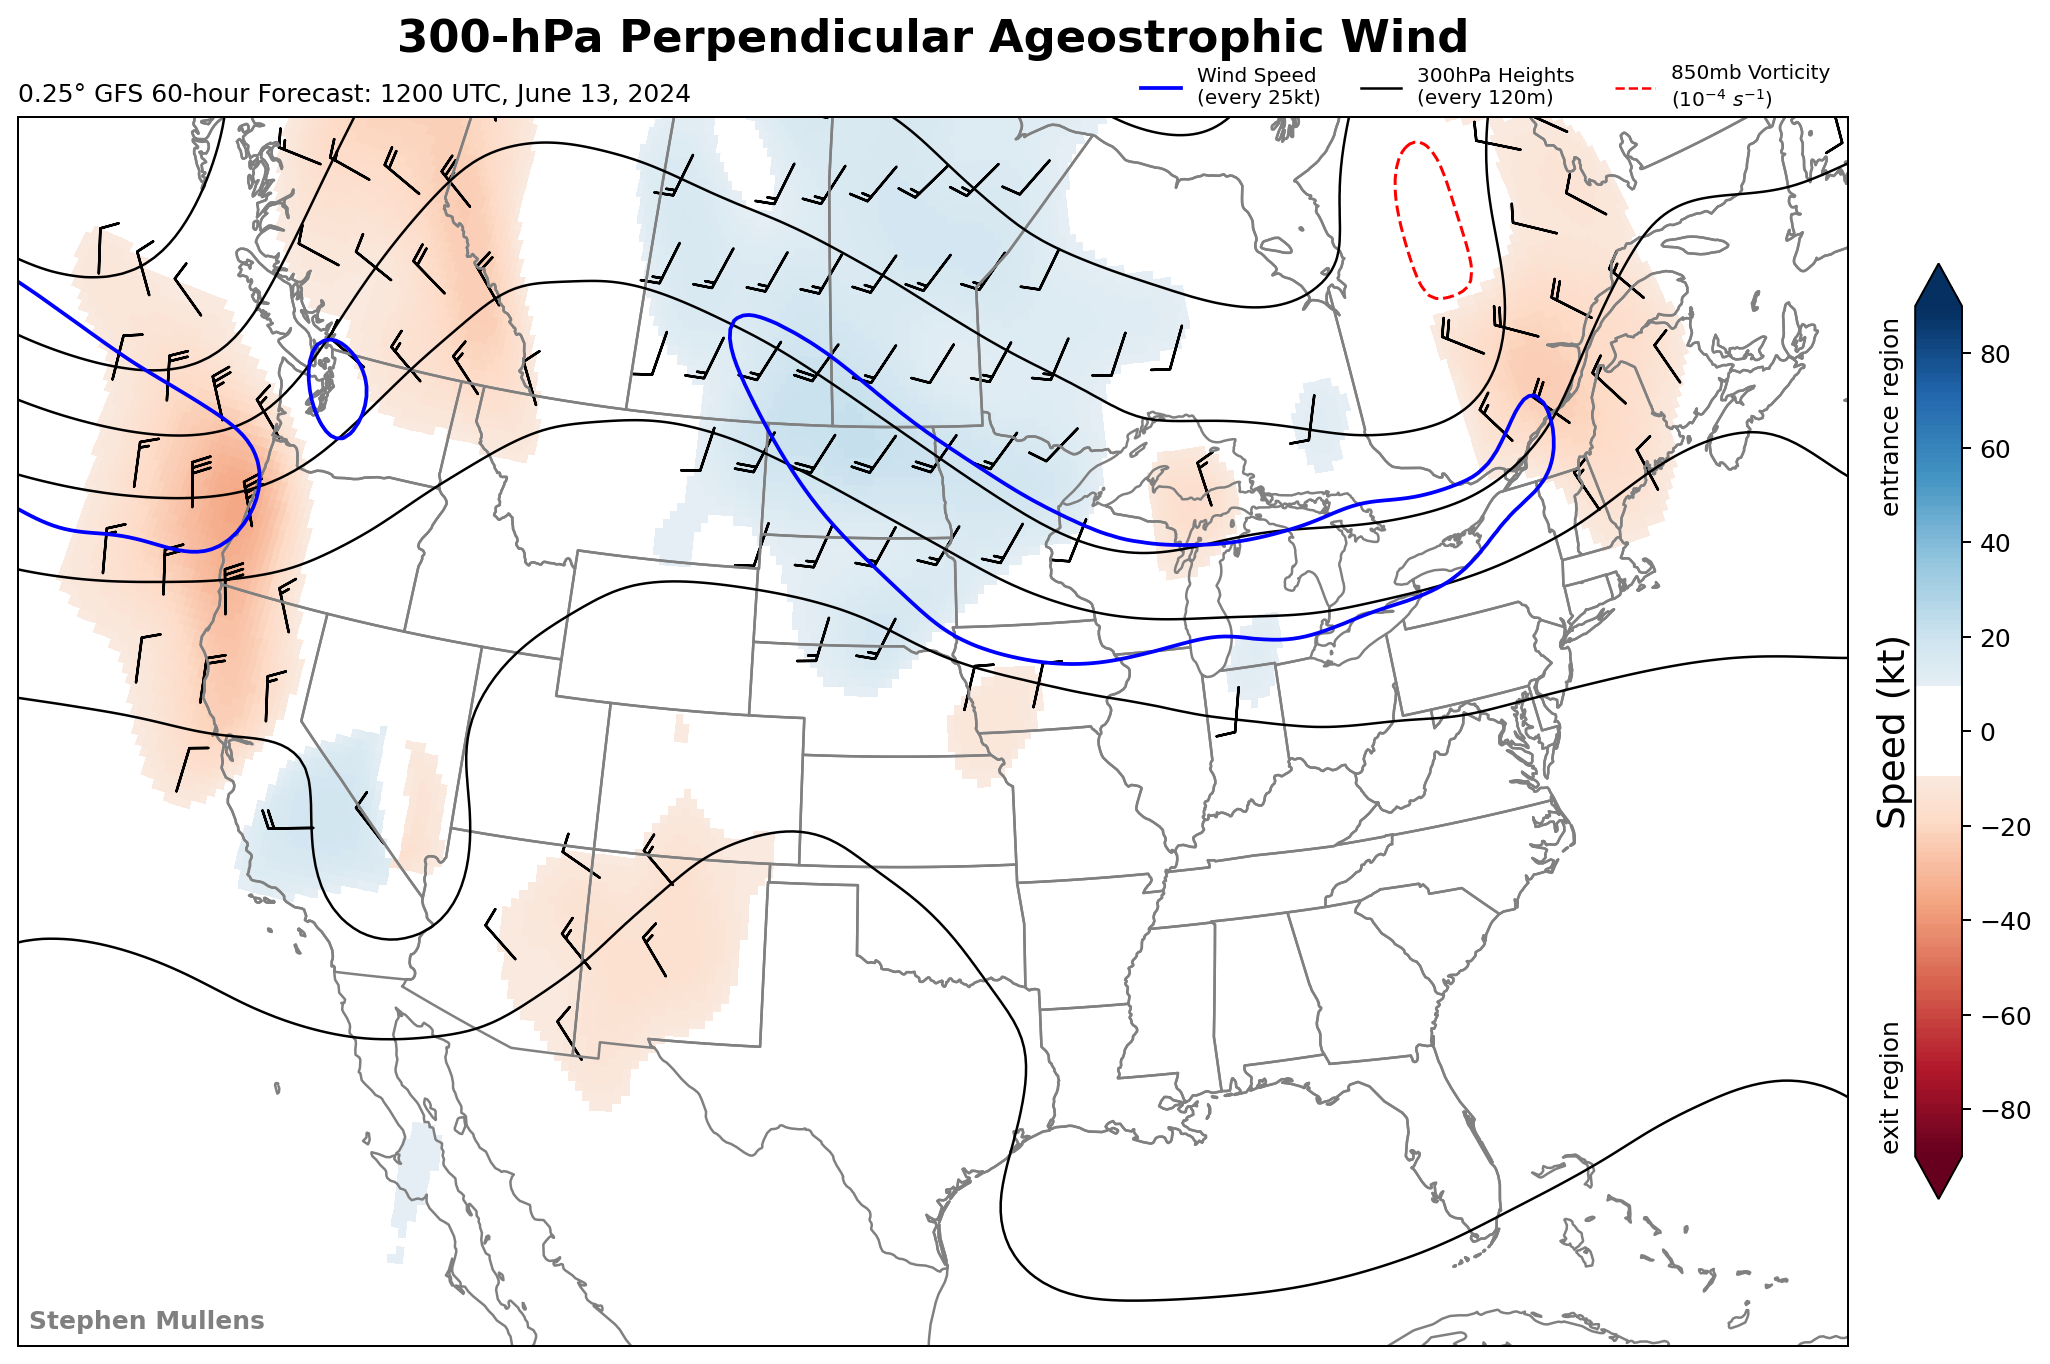 300-hPa Perpendicular Ageostrophic Wind
0.25° GFS 60-hour Forecast: 1200 UTC, June 13, 2024
Wind Speed
(every 25kt)
300hPa Heights
(every 120m)
850mb Vorticity
(10⁻⁴ s⁻¹)
entrance region
Speed (kt)
exit region
80
60
40
20
0
−20
−40
−60
−80
Stephen Mullens